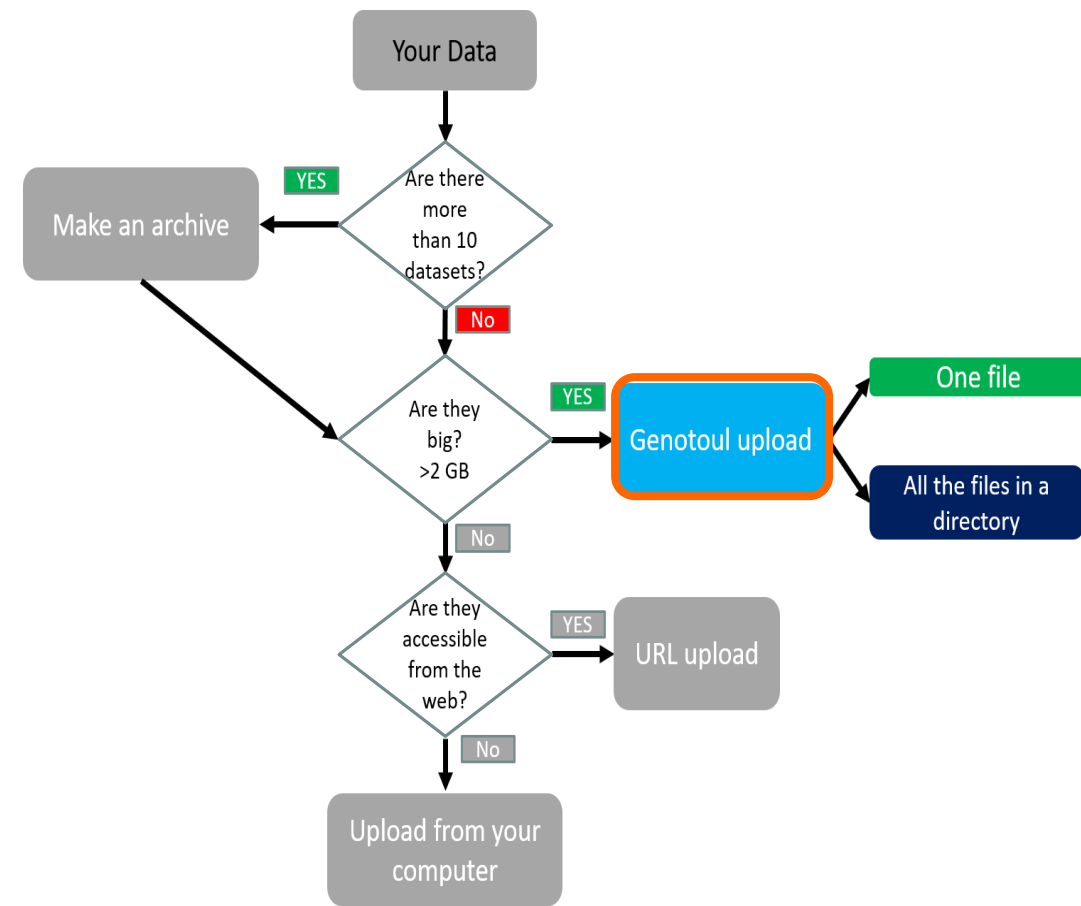 Your Data
YES
Are there
more
than 10
datasets?
Make an archive
No
Are they
big?
>2 GB
YES
Genotoul upload
One file
All the files in a
directory
No
Are they
accessible
from the
web?
YES
URL upload
No
Upload from your
computer